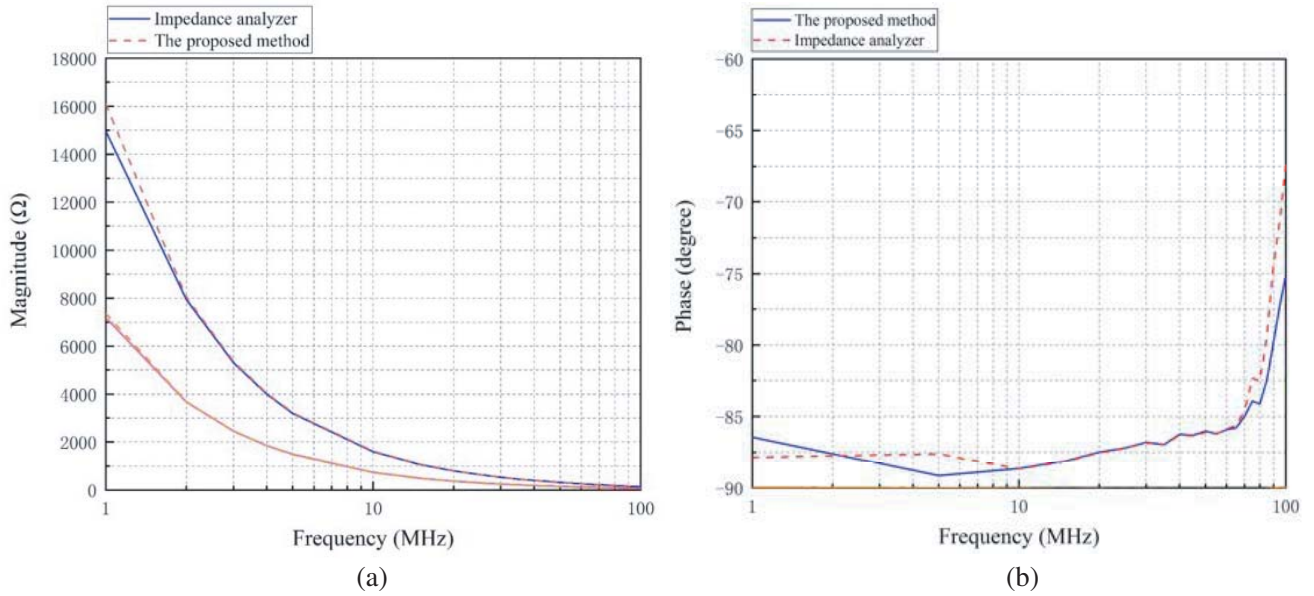 Impedance analyzer
The proposed method
18000
16000
14000
12000
10000
8000
6000
4000
2000
0
Magnitude (Ω)
1
10
100
Frequency (MHz)
(a)
The proposed method
Impedance analyzer
−60
−65
−70
−75
−80
−85
−90
Phase (degree)
1
10
100
Frequency (MHz)
(b)